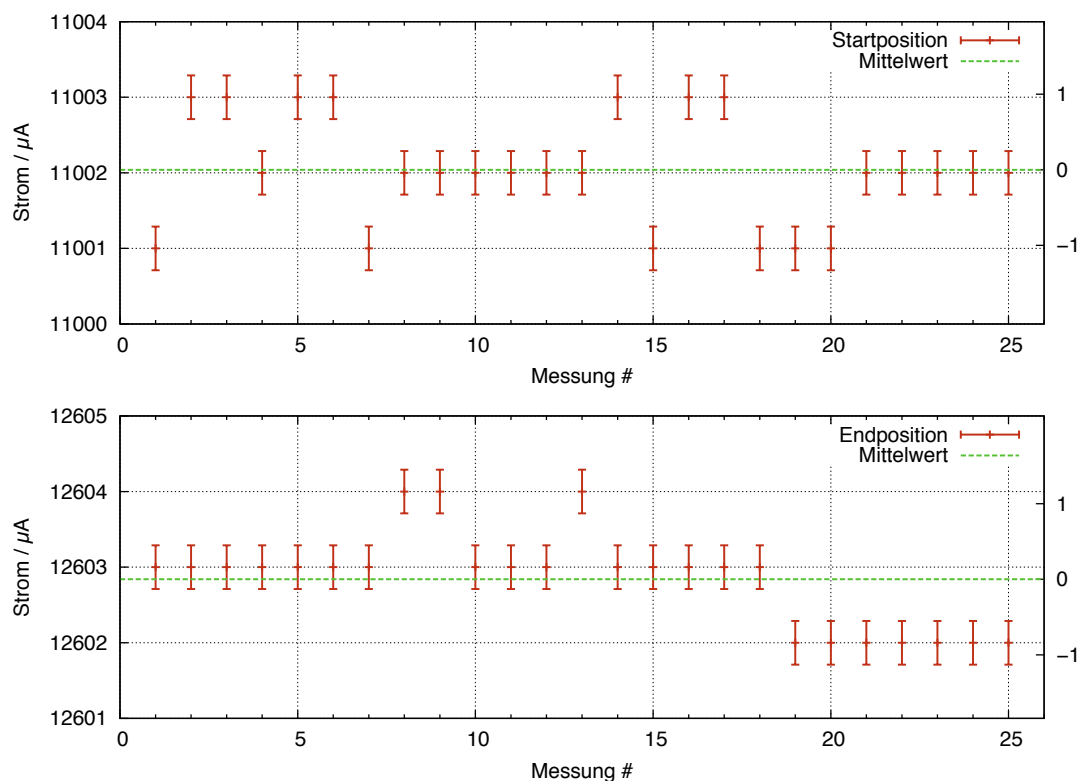 11004
11003
11002
11001
11000
Strom / µA
Startposition
Mittelwert
1
0
−1
0 5 10 15 20 25
Messung #
12605
12604
12603
12602
12601
Strom / µA
Endposition
Mittelwert
1
0
−1
0 5 10 15 20 25
Messung #